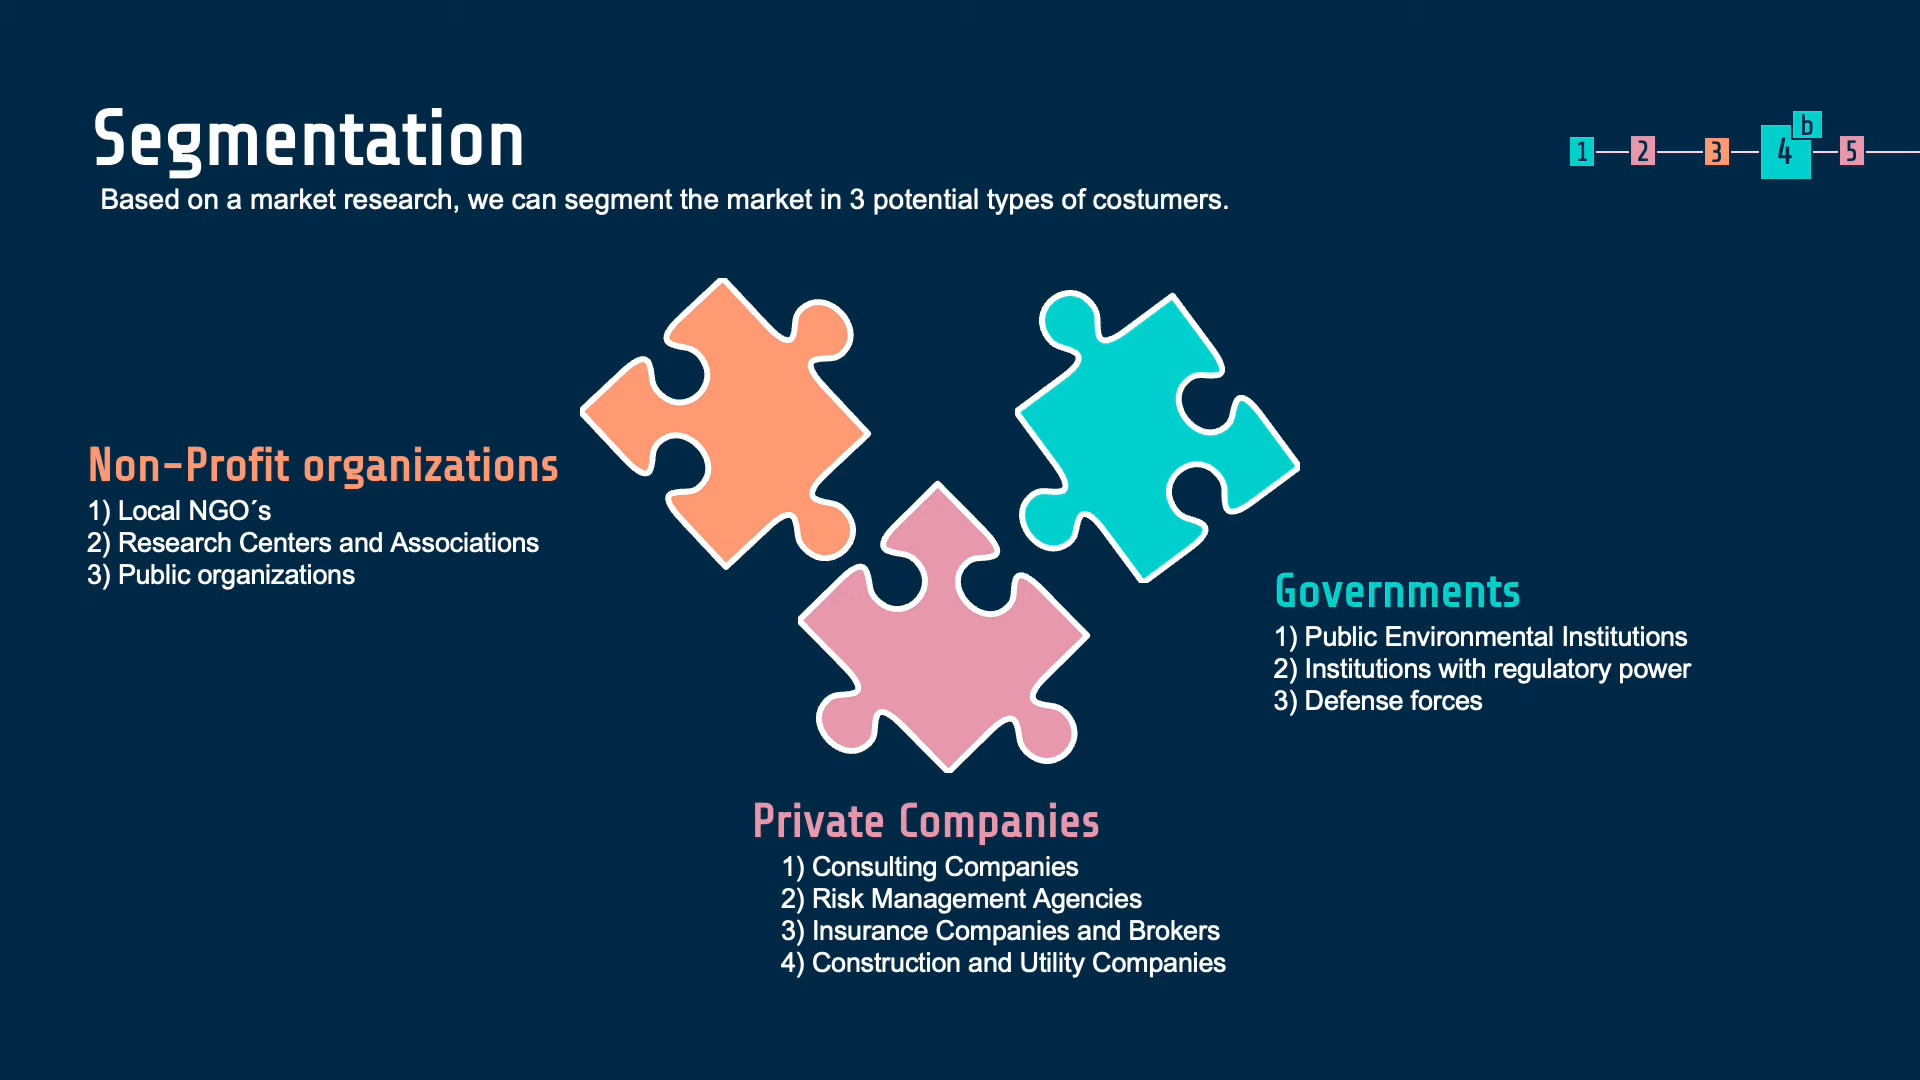 Segmentation
Based on a market research, we can segment the market in 3 potential types of costumers.
1
2
3
4
b
5
Non-Profit organizations
1) Local NGO´s
2) Research Centers and Associations
3) Public organizations
Governments
1) Public Environmental Institutions
2) Institutions with regulatory power
3) Defense forces
Private Companies
1) Consulting Companies
2) Risk Management Agencies
3) Insurance Companies and Brokers
4) Construction and Utility Companies